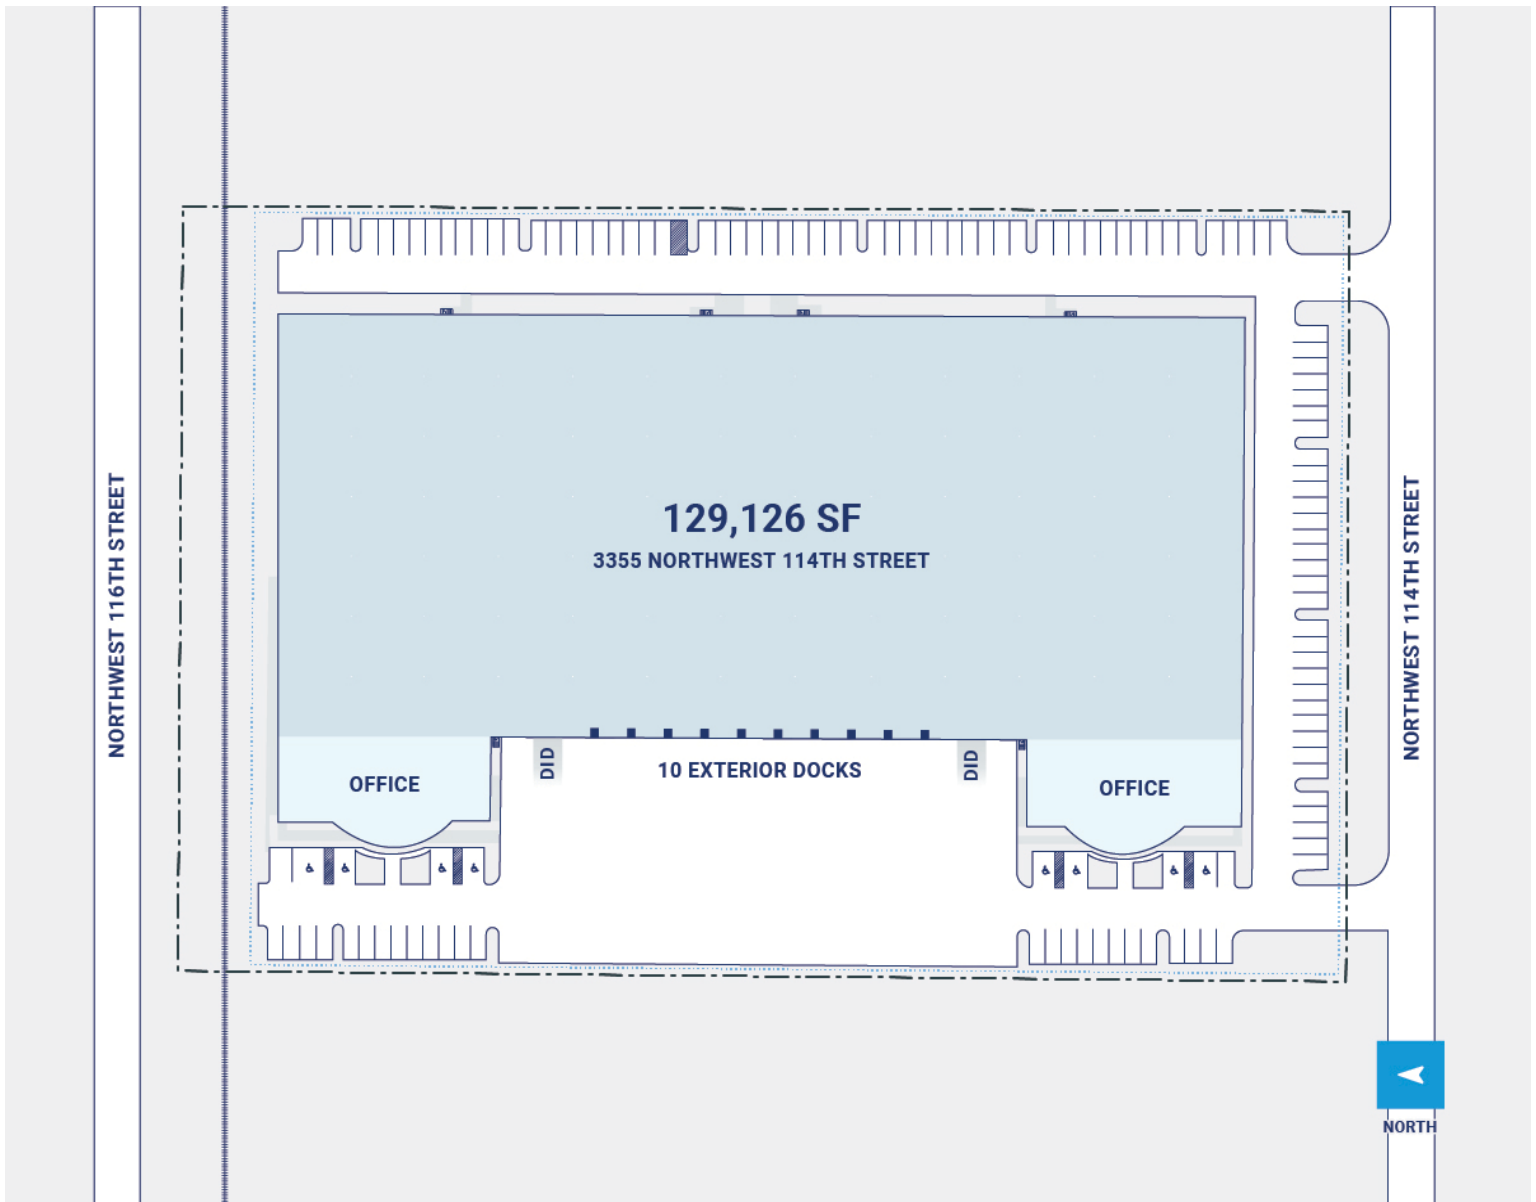 NORTHWEST 116TH STREET
129,126 SF
3355 NORTHWEST 114TH STREET
NORTHWEST 114TH STREET
DID
10 EXTERIOR DOCKS
DID
OFFICE
OFFICE
NORTH